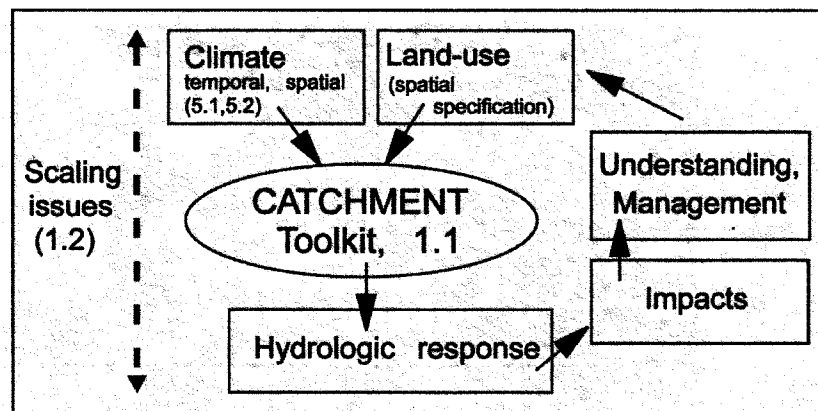 Climate
temporal, spatial
(5.1,5.2)
Land-use
(spatial
specification)
Scaling
issues
(1.2)
CATCHMENT
Toolkit, 1.1
Understanding,
Management
Impacts
Hydrologic response